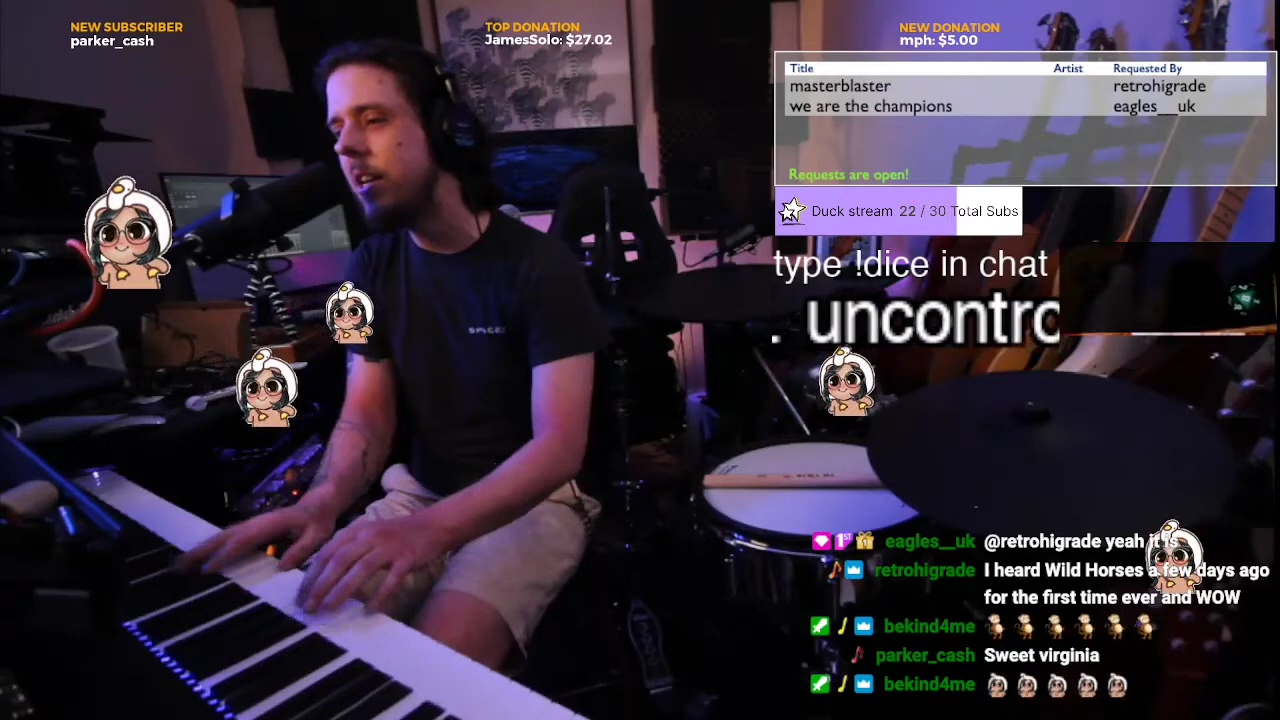 NEW SUBSCRIBER
parker_cash
TOP DONATION
JamesSolo: $27.02
NEW DONATION
mph: $5.00
Title Artist Requested By
masterblaster retrohigrade
we are the champions eagles__uk
Requests are open!
Duck stream 22 / 30 Total Subs
type !dice in chat
. uncontro
eagles__uk @retrohigrade yeah it is
retrohigrade I heard Wild Horses a few days ago
for the first time ever and WOW
bekind4me
parker_cash Sweet virginia
bekind4me